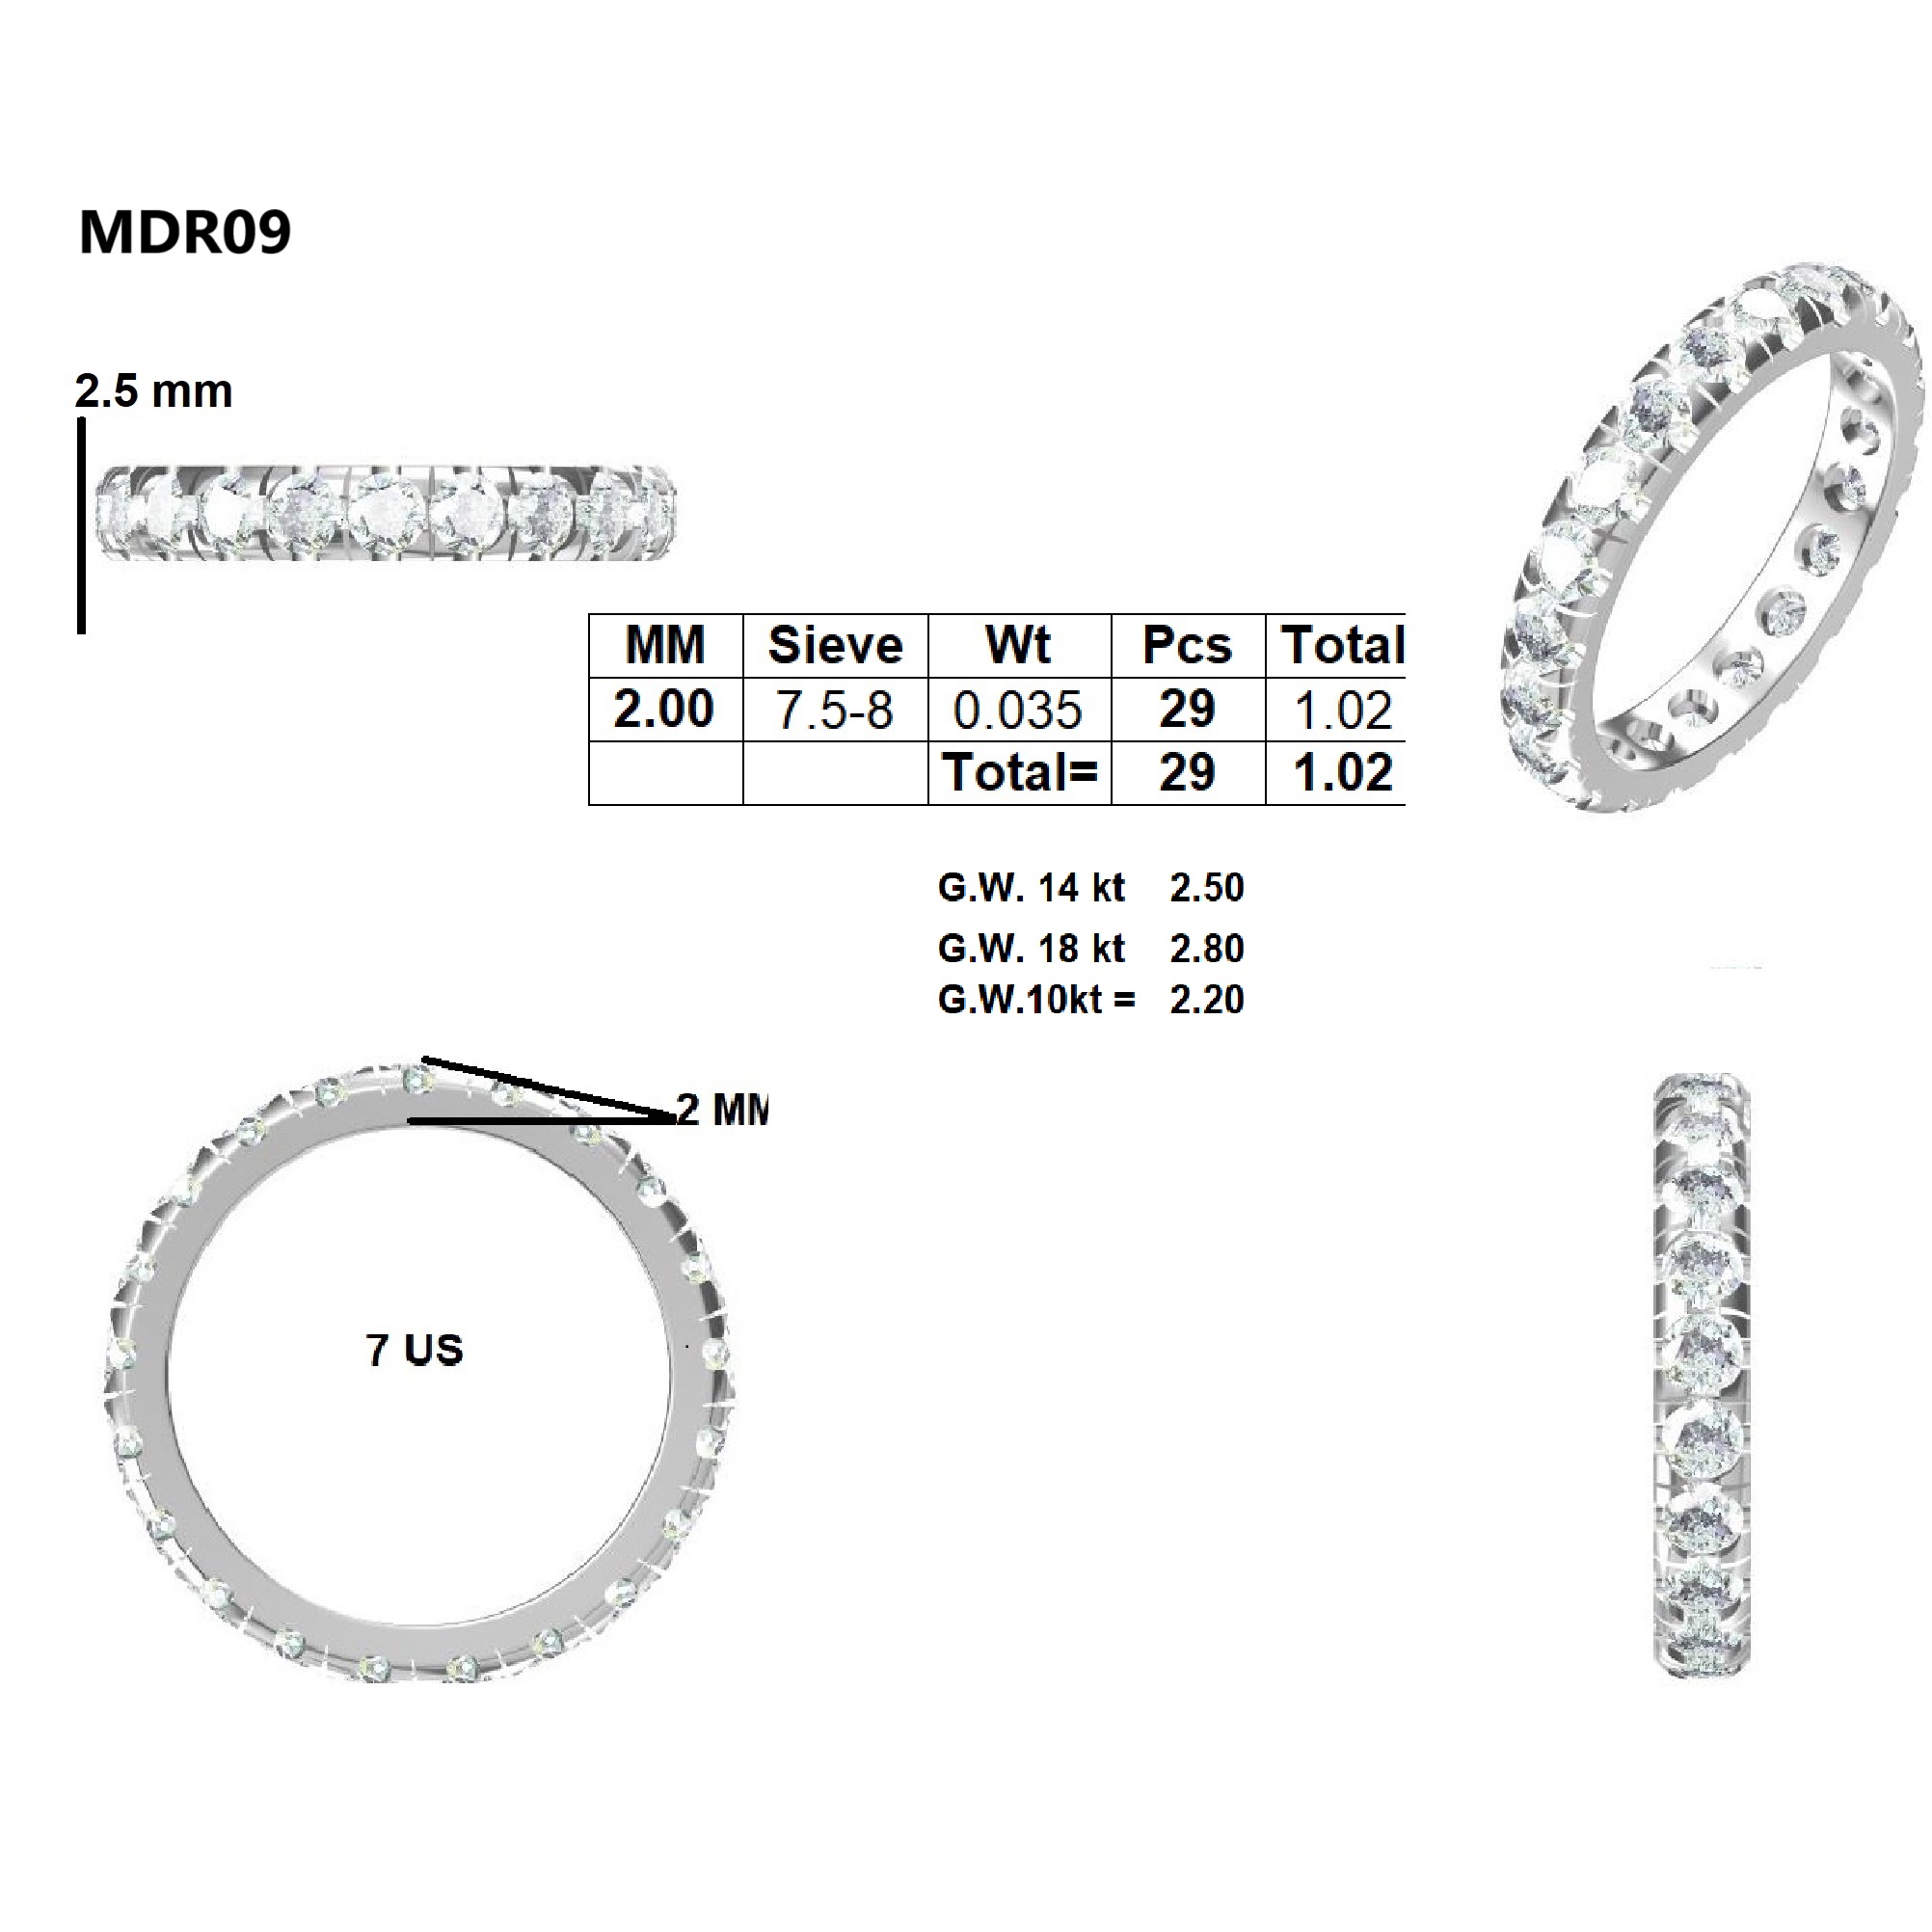 MDR09
2.5 mm
MM Sieve Wt Pcs Total
2.00 7.5-8 0.035 29 1.02
Total= 29 1.02
G.W. 14 kt 2.50
G.W. 18 kt 2.80
G.W.10kt = 2.20
2 MM
7 US